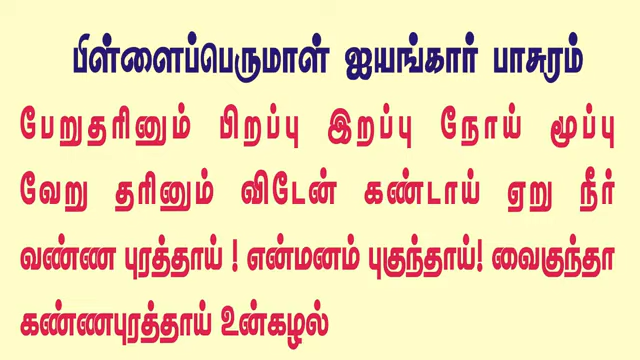 பிள்ளைப்பெருமாள் ஐயங்கார் பாசுரம்
பேறுதரினும் பிறப்பு இறப்பு நோய் மூப்பு
வேறு தரினும் விடேன் கண்டாய் ஏறு நீர்
வண்ண புரத்தாய் ! என்மனம் புகுந்தாய்! வைகுந்தா
கண்ணபுரத்தாய் உன்கழல்